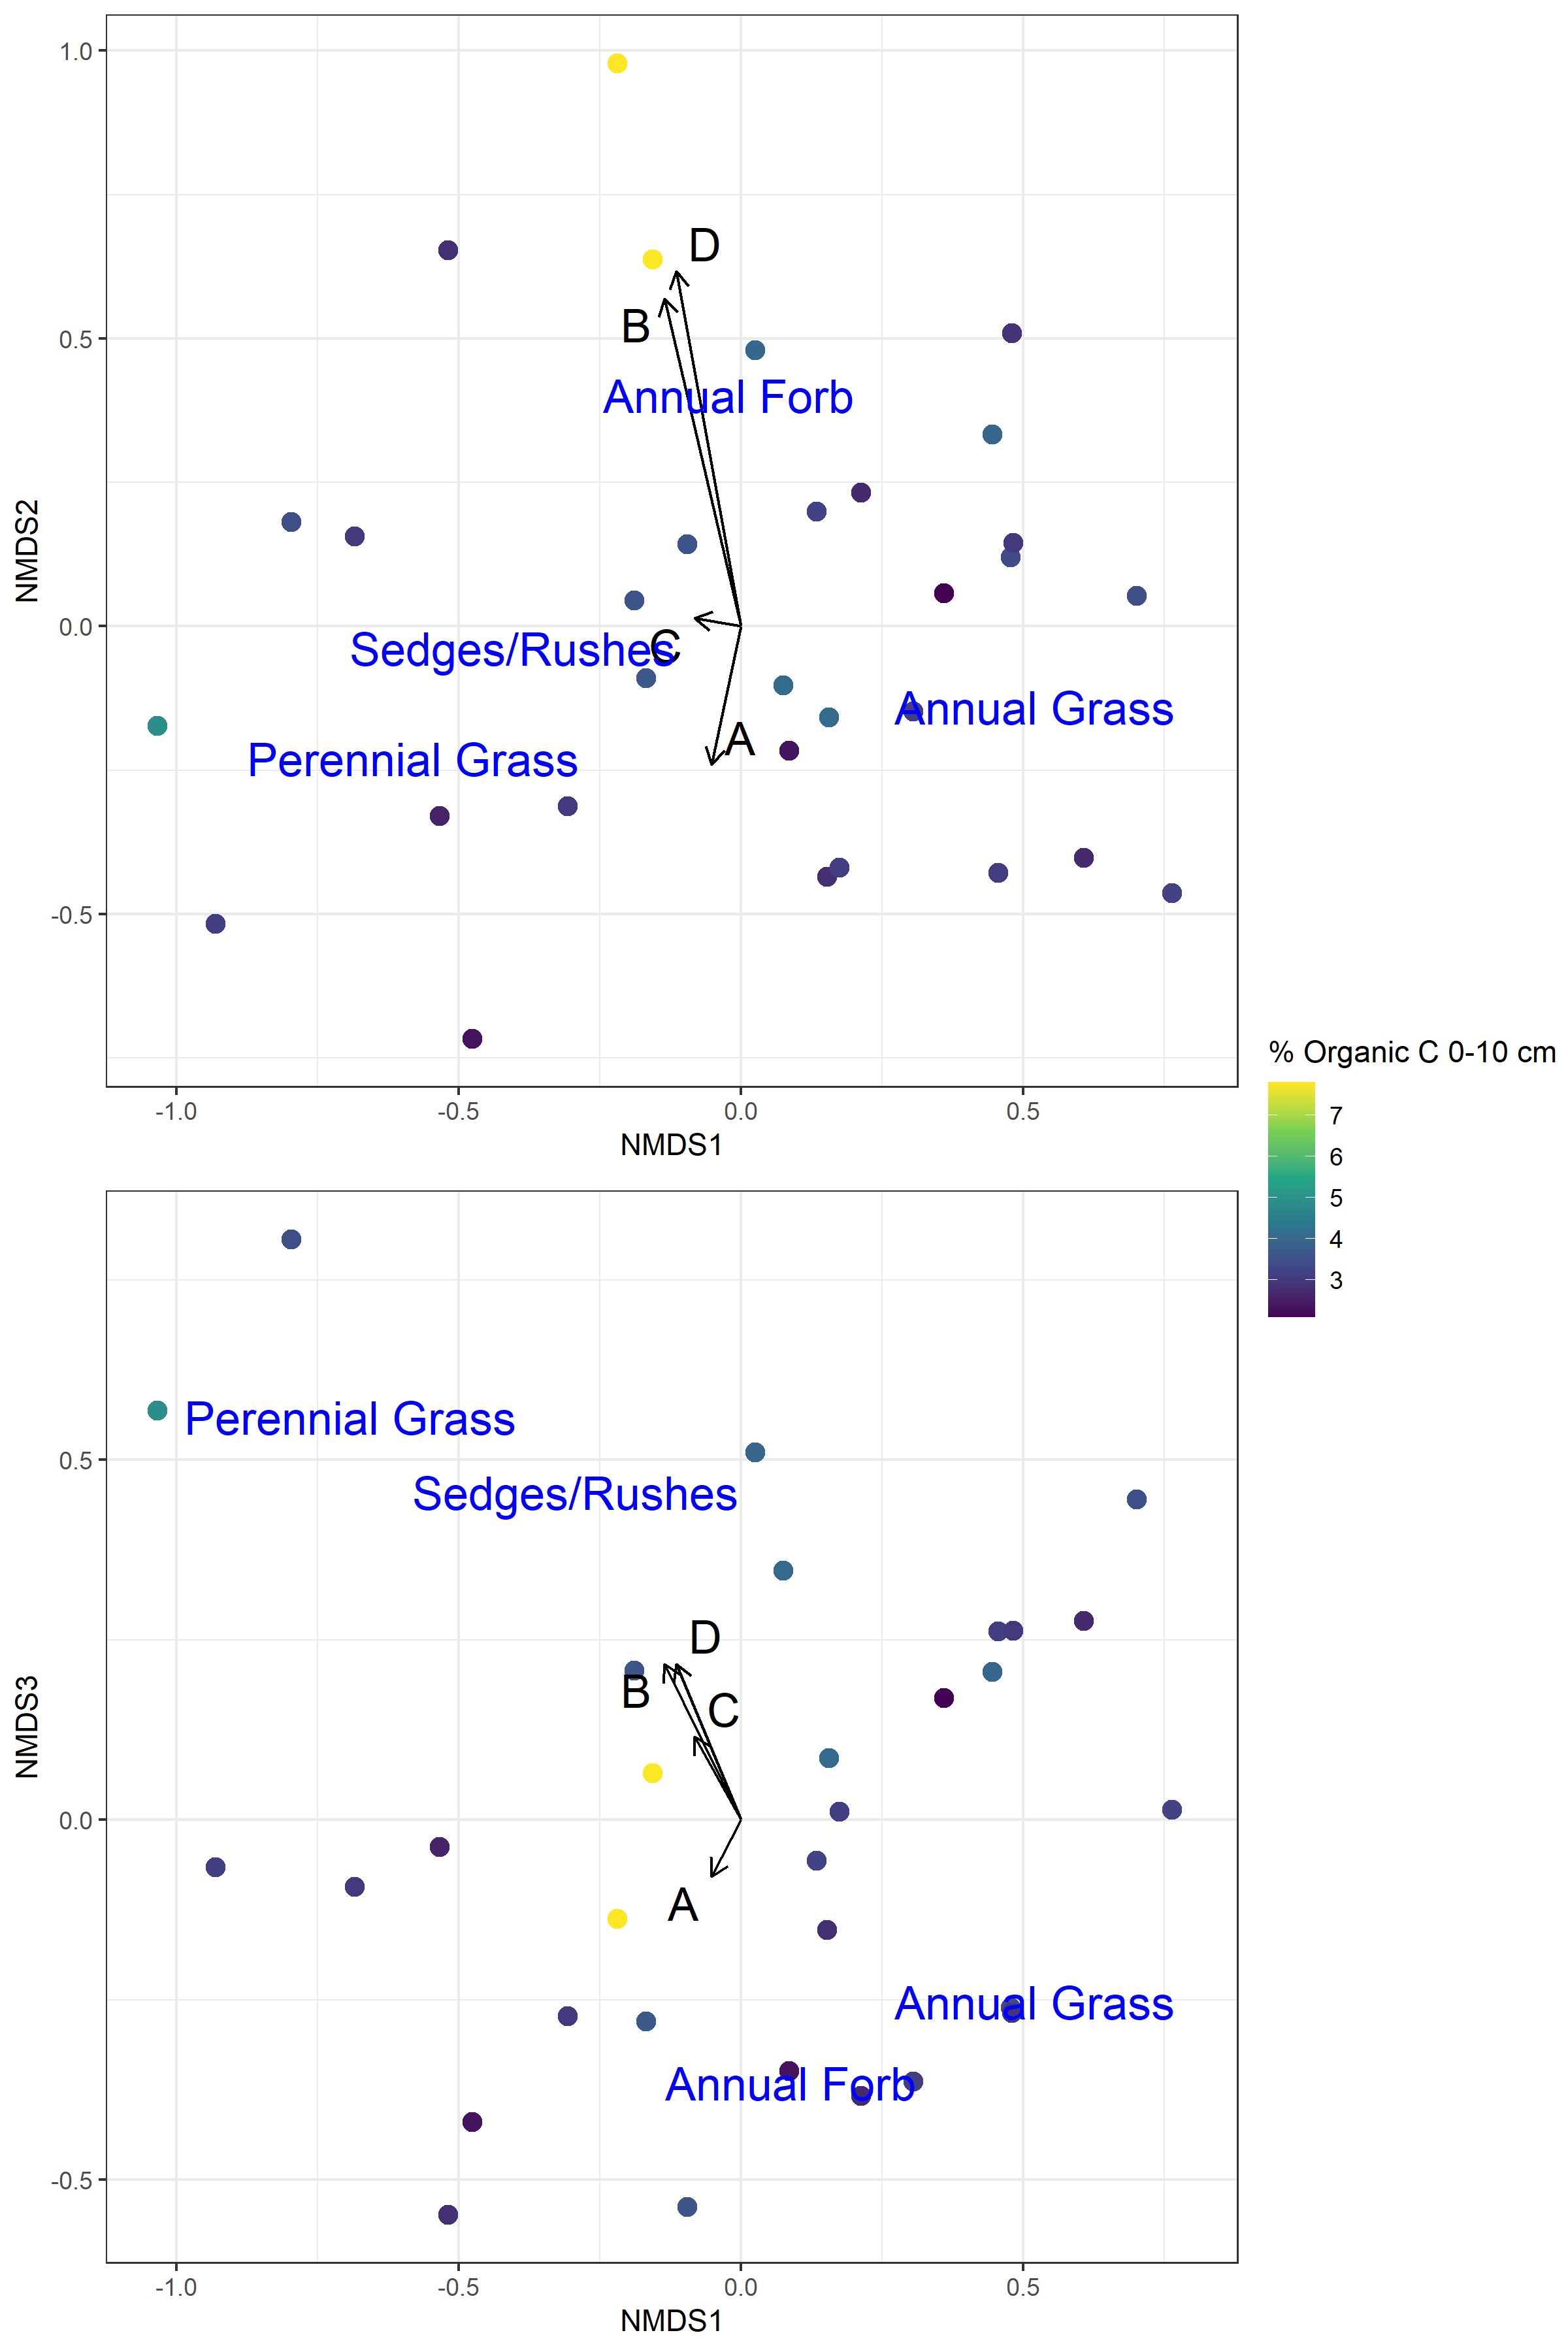 1.0
D
B
0.5
Annual Forb
NMDS2
0.0
Sedges/Rushes
C
Annual Grass
A
Perennial Grass
-0.5
-1.0 -0.5 0.0 0.5
NMDS1
% Organic C 0-10 cm
7
6
5
4
3
Perennial Grass
0.5
Sedges/Rushes
D
B
C
NMDS3
0.0
A
Annual Grass
Annual Forb
-0.5
-1.0 -0.5 0.0 0.5
NMDS1